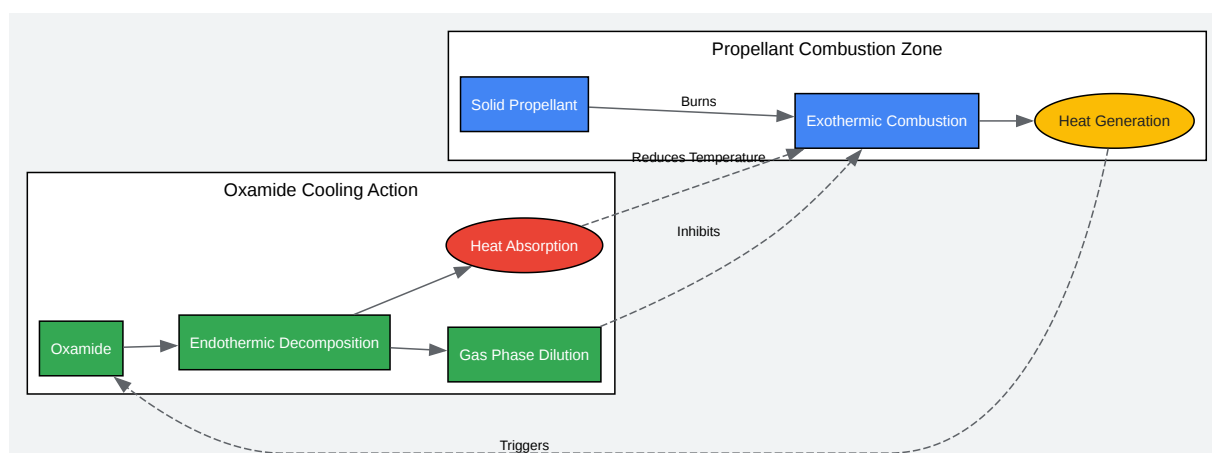 Propellant Combustion Zone
Solid Propellant
Burns
Exothermic Combustion
Heat Generation
Reduces Temperature
Oxamide Cooling Action
Inhibits
Heat Absorption
Oxamide
Endothermic Decomposition
Gas Phase Dilution
Triggers